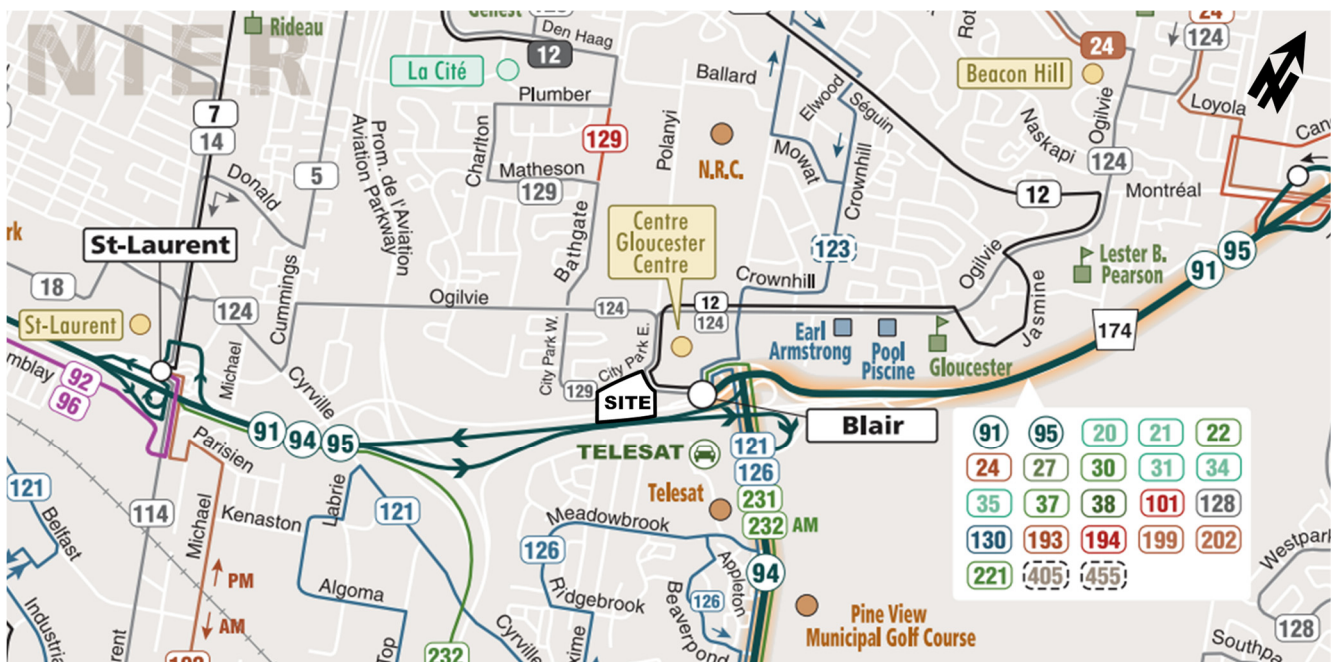 NIER
Rideau
Genest
Den Haag
12
La Cité
Plumber
129
Charlton
Matheson
129
Bathgate
Polanyi
Prom. de l'Aviation
Aviation Parkway
Ballard
N.R.C.
Elwood
Séguin
Mowat
Crownhill
123
Crownhill
24
124
24
Beacon Hill
Ogilvie
Naskapi
124
Loyola
Montréal
12
7
14
5
Donald
St-Laurent
18
St-Laurent
124
Cummings
Michael
Cyrville
Ogilvie
124
Centre
Gloucester
Centre
12
124
City Park W.
City Park E.
129
SITE
Ogilvie
Jasmine
Lester B.
Pearson
Earl
Armstrong
Pool
Piscine
Gloucester
91
95
174
Blair
92
96
91
94
95
Parisien
TELESAT
Telesat
121
126
231
232 AM
94
121
Belfast
114
Michael
PM
AM
Kenaston
Labrie
121
Algoma
Top
232
Cyrville
Meadowbrook
126
Ridgebrook
126
Appleton
Beaverpond
Pine View
Municipal Golf Course
91 95 20 21 22
24 27 30 31 34
35 37 38 101 128
130 193 194 199 202
221 405 455
128